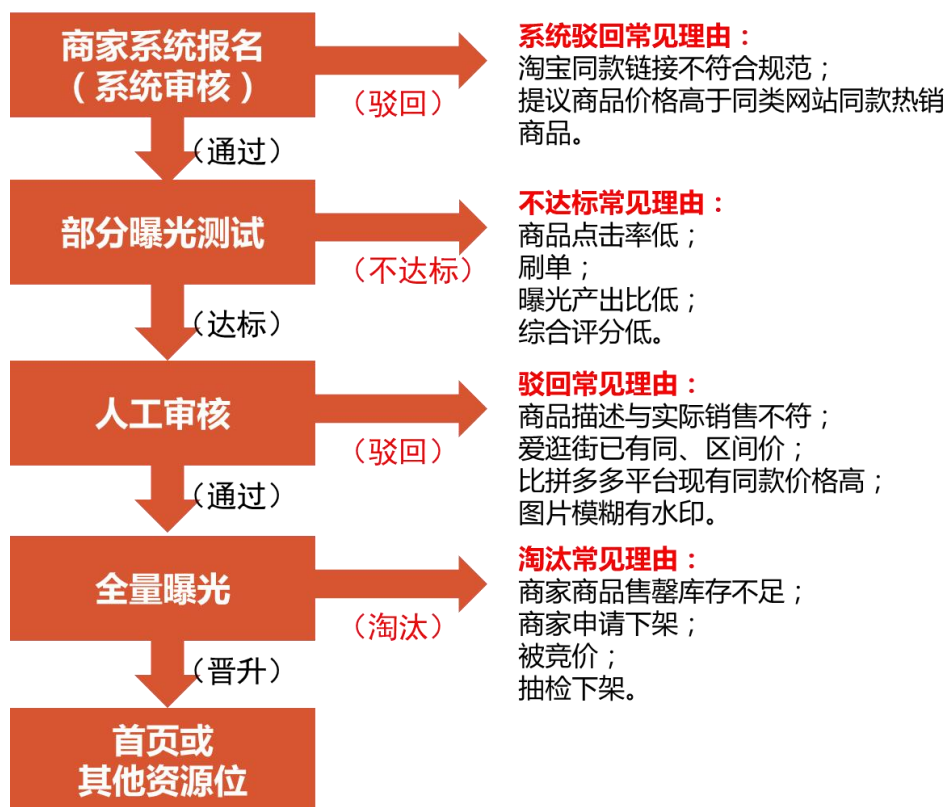 商家系统报名
（系统审核）
（驳回）
系统驳回常见理由：
淘宝同款链接不符合规范；
提议商品价格高于同类网站同款热销
商品。
（通过）
部分曝光测试
（不达标）
不达标常见理由：
商品点击率低；
刷单；
曝光产出比低；
综合评分低。
（达标）
人工审核
（驳回）
驳回常见理由：
商品描述与实际销售不符；
爱逛街已有同、区间价；
比拼多多平台现有同款价格高；
图片模糊有水印。
（通过）
全量曝光
（淘汰）
淘汰常见理由：
商家商品售罄库存不足；
商家申请下架；
被竞价；
抽检下架。
（晋升）
首页或
其他资源位